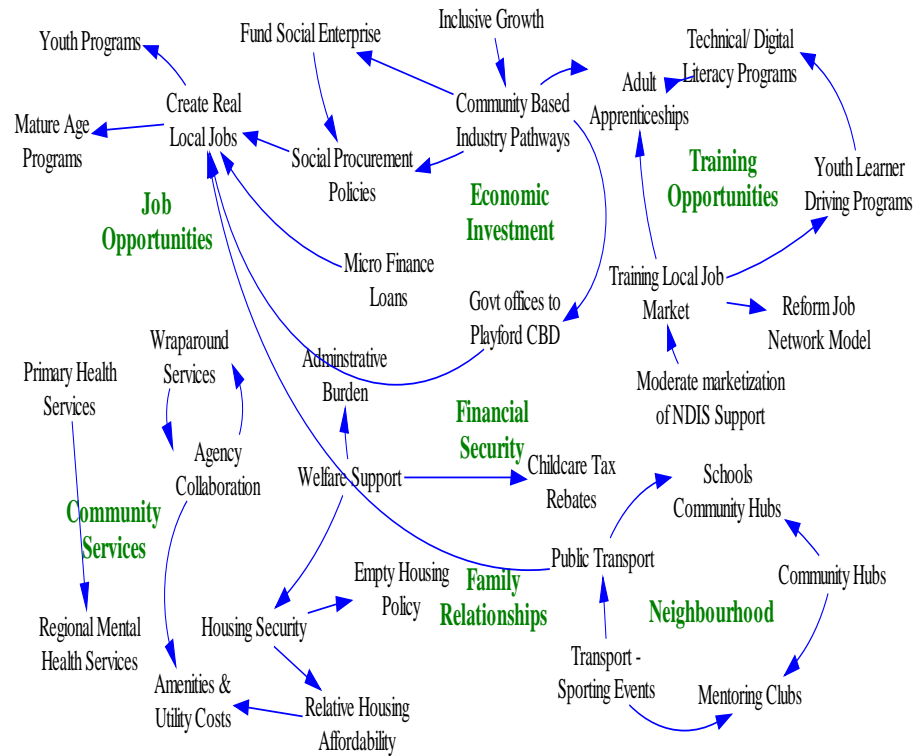 Youth Programs
Fund Social Enterprise
Inclusive Growth
Technical/ Digital
Literacy Programs
Create Real
Local Jobs
Community Based
Industry Pathways
Adult
Apprenticeships
Mature Age
Programs
Social Procurement
Policies
Training
Opportunities
Youth Learner
Driving Programs
Job
Opportunities
Economic
Investment
Micro Finance
Loans
Training Local Job
Market
Govt offices to
Playford CBD
Reform Job
Network Model
Wraparound
Services
Primary Health
Services
Adminstrative
Burden
Moderate marketization
of NDIS Support
Financial
Security
Agency
Collaboration
Welfare Support
Childcare Tax
Rebates
Schools
Community Hubs
Community
Services
Public Transport
Community Hubs
Empty Housing
Policy
Family
Relationships
Neighbourhood
Regional Mental
Health Services
Housing Security
Transport -
Sporting Events
Amenities &
Utility Costs
Relative Housing
Affordability
Mentoring Clubs